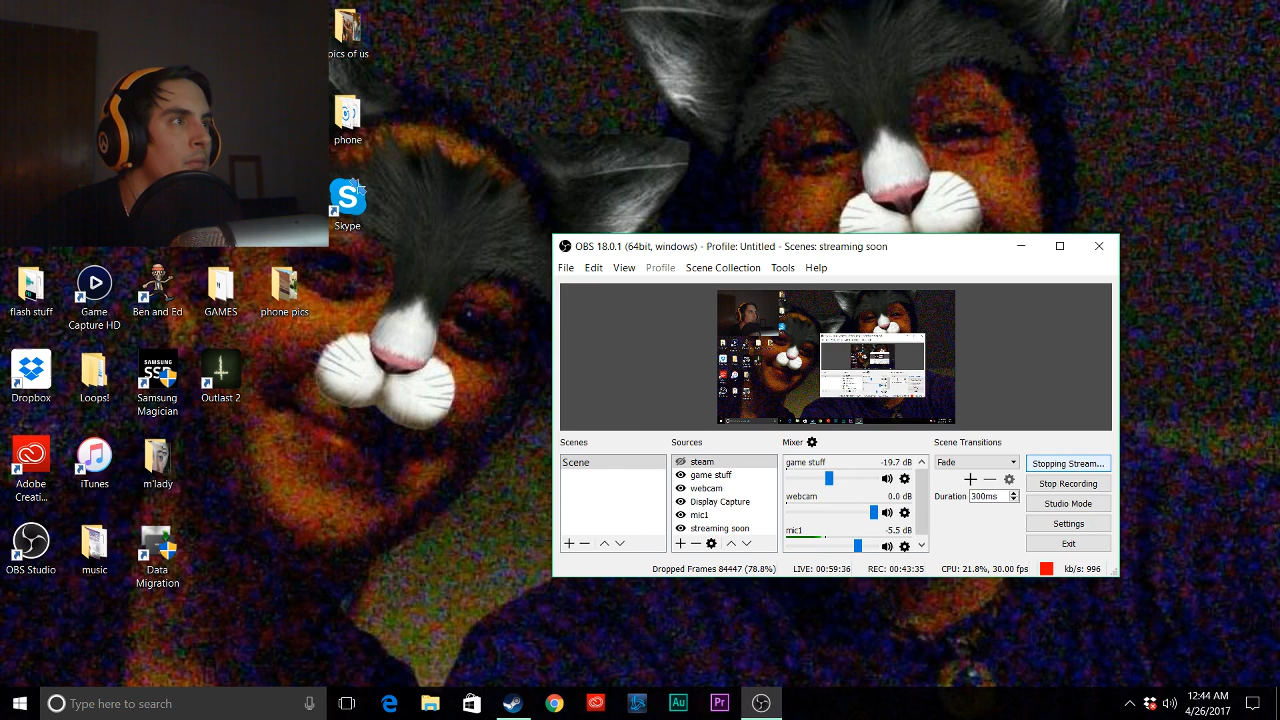 pics of us
phone
Skype
flash stuff
Game
Capture HD
Ben and Ed
GAMES
phone pics
Dropbox
Loops!
SAMSUNG
SSD
Samsung
Magician
Outlast 2
Adobe
Creati...
iTunes
m'lady
OBS Studio
music
Data
Migration
OBS 18.0.1 (64bit, windows) - Profile: Untitled - Scenes: streaming soon
File Edit View Profile Scene Collection Tools Help
Scenes Sources Mixer Scene Transitions
Scene
steam
game stuff
webcam
Display Capture
mic1
streaming soon
game stuff -19.7 dB
webcam 0.0 dB
mic1 -5.5 dB
Fade
Duration 300ms
Stopping Stream...
Stop Recording
Studio Mode
Settings
Exit
Dropped Frames 84447 (78.8%) LIVE: 00:59:36 REC: 00:43:35 CPU: 21.8%, 30.00 fps kb/s: 996
Type here to search
Au
Pr
12:44 AM
4/26/2017